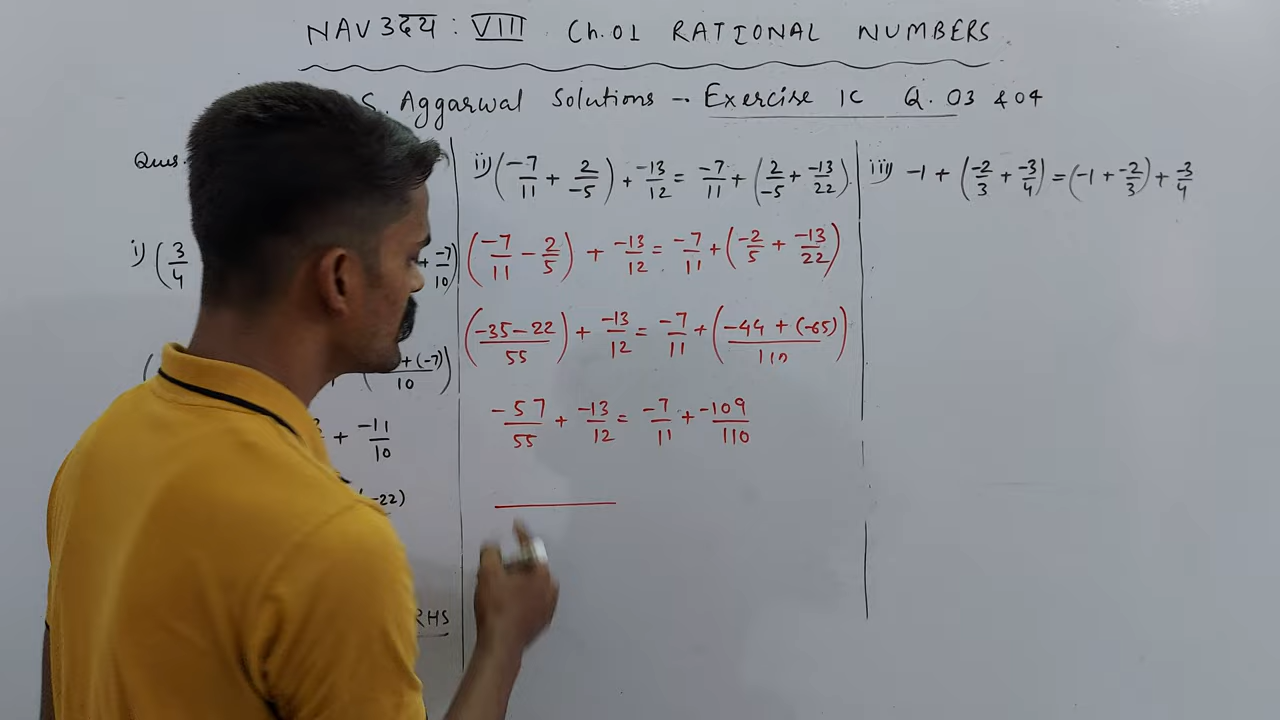 NAV उदय : VIII Ch.01 RATIONAL NUMBERS
S. Aggarwal Solutions - Exercise 1C Q. 03 & 04
Ques.
i) (3/4 + -7/10)
+ (-7))/10
+ -11/10
(-22)
RHS
ii) (-7/11 + 2/-5) + -13/12 = -7/11 + (2/-5 + -13/22)
(-7/11 - 2/5) + -13/12 = -7/11 + (-2/5 + -13/22)
((-35-22)/55) + -13/12 = -7/11 + ((-44 + (-65))/110)
-57/55 + -13/12 = -7/11 + -109/110
iii) -1 + (-2/3 + -3/4) = (-1 + -2/3) + -3/4